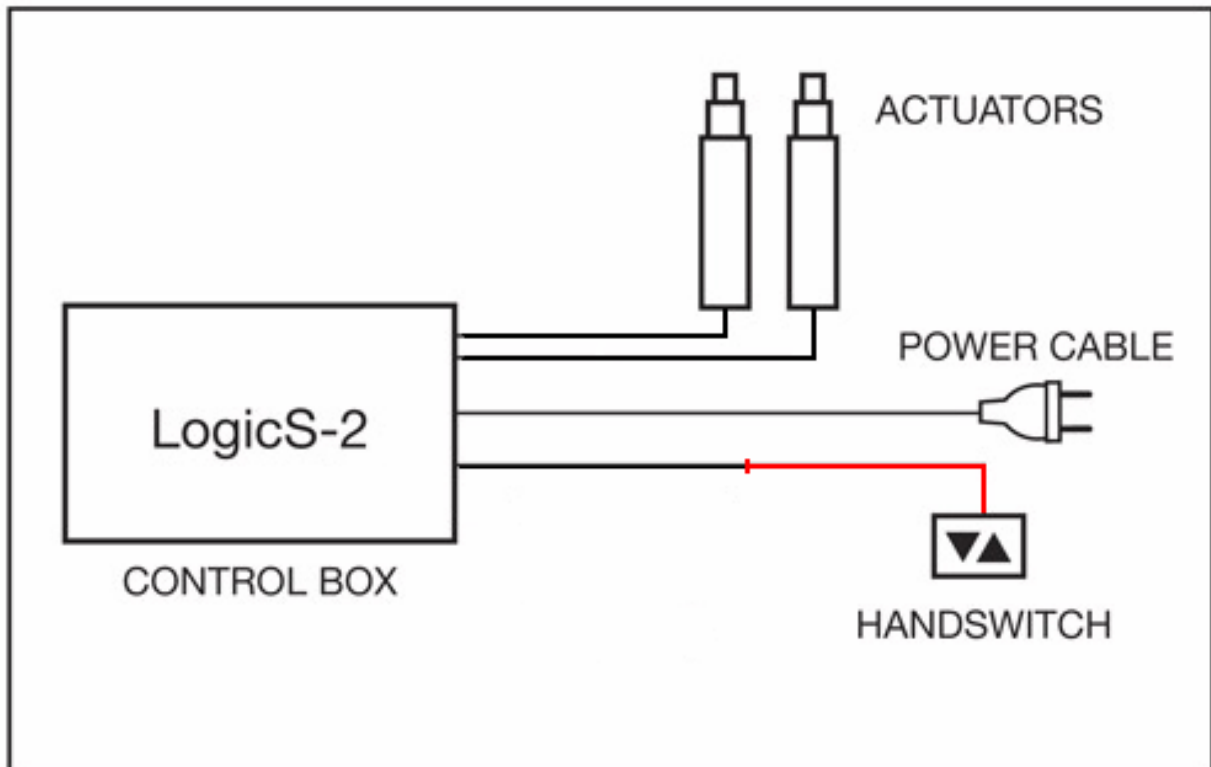 ACTUATORS
POWER CABLE
LogicS-2
CONTROL BOX
HANDSWITCH